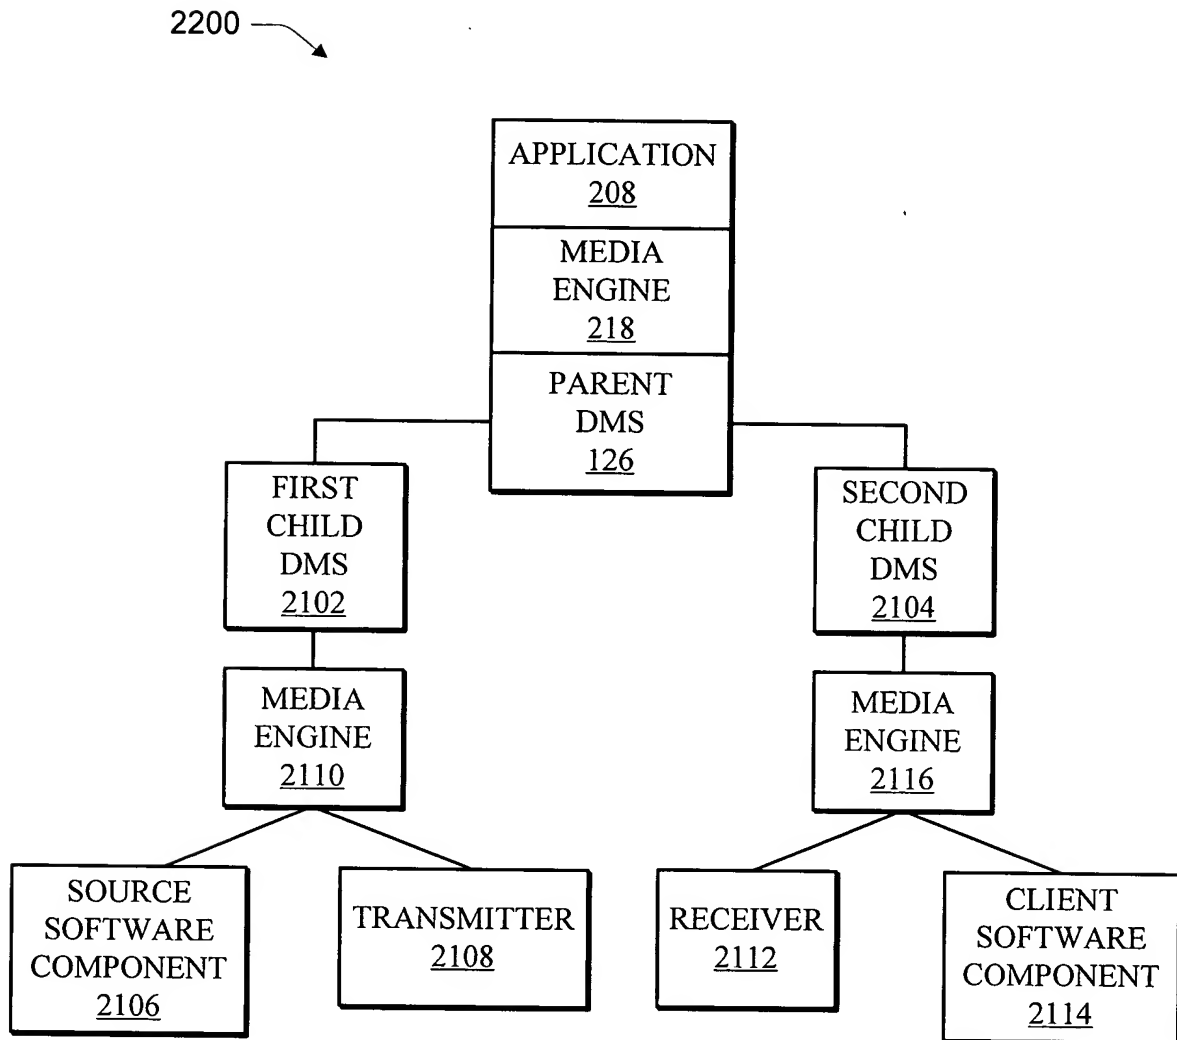 2200
APPLICATION
208
MEDIA
ENGINE
218
PARENT
DMS
126
FIRST
CHILD
DMS
2102
SECOND
CHILD
DMS
2104
MEDIA
ENGINE
2110
MEDIA
ENGINE
2116
SOURCE
SOFTWARE
COMPONENT
2106
TRANSMITTER
2108
RECEIVER
2112
CLIENT
SOFTWARE
COMPONENT
2114